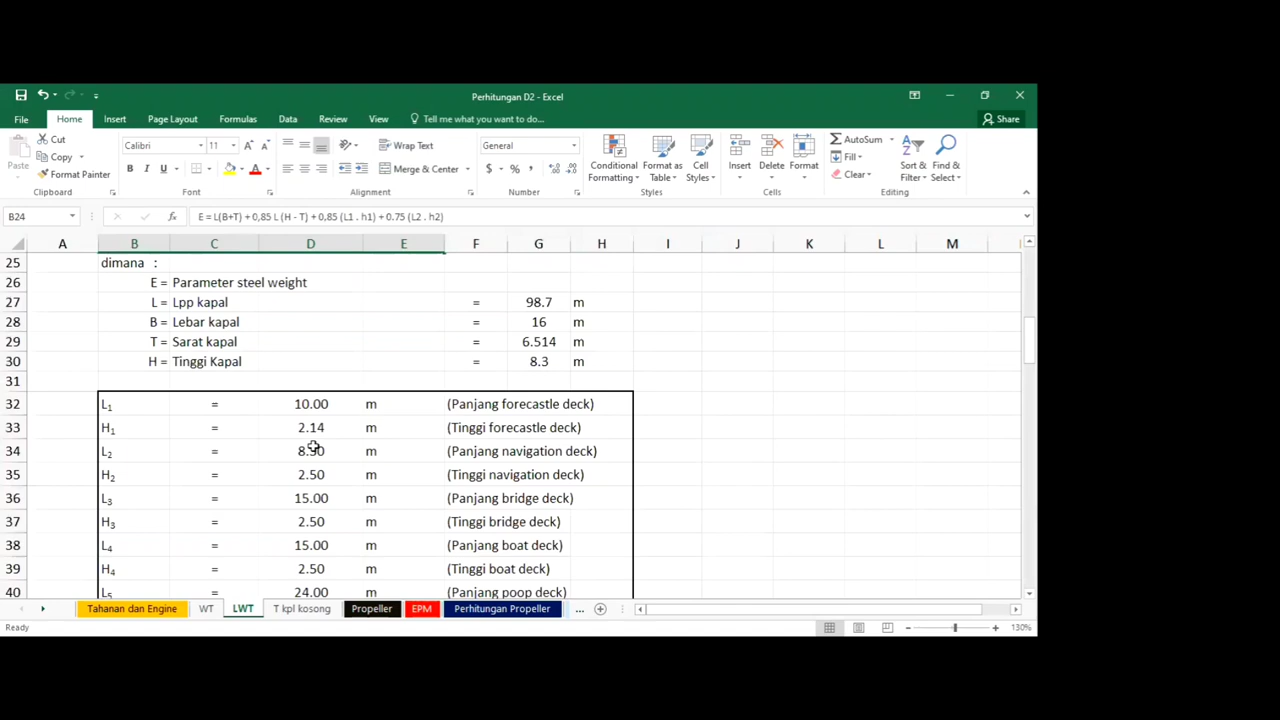 Perhitungan D2 - Excel
File Home Insert Page Layout Formulas Data Review View Tell me what you want to do... Share
Cut
Copy
Format Painter
Paste
Calibri 11
Wrap Text
Merge & Center
General
Conditional Formatting
Format as Table
Cell Styles
Insert
Delete
Format
AutoSum
Fill
Clear
Sort & Filter
Find & Select
Clipboard Font Alignment Number Styles Cells Editing
B24 E = L(B+T) + 0,85 L (H - T) + 0,85 (L1 . h1) + 0.75 (L2 . h2)
A B C D E F G H I J K L M
25 dimana :
26 E = Parameter steel weight
27 L = Lpp kapal = 98.7 m
28 B = Lebar kapal = 16 m
29 T = Sarat kapal = 6.514 m
30 H = Tinggi Kapal = 8.3 m
31
32 L₁ = 10.00 m (Panjang forecastle deck)
33 H₁ = 2.14 m (Tinggi forecastle deck)
34 L₂ = m (Panjang navigation deck)
35 H₂ = 2.50 m (Tinggi navigation deck)
36 L₃ = 15.00 m (Panjang bridge deck)
37 H₃ = 2.50 m (Tinggi bridge deck)
38 L₄ = 15.00 m (Panjang boat deck)
39 H₄ = 2.50 m (Tinggi boat deck)
40 L₅ = 24.00 m (Panjang poop deck)
Tahanan dan Engine WT LWT T kpl kosong Propeller EPM Perhitungan Propeller ...
Ready 130%